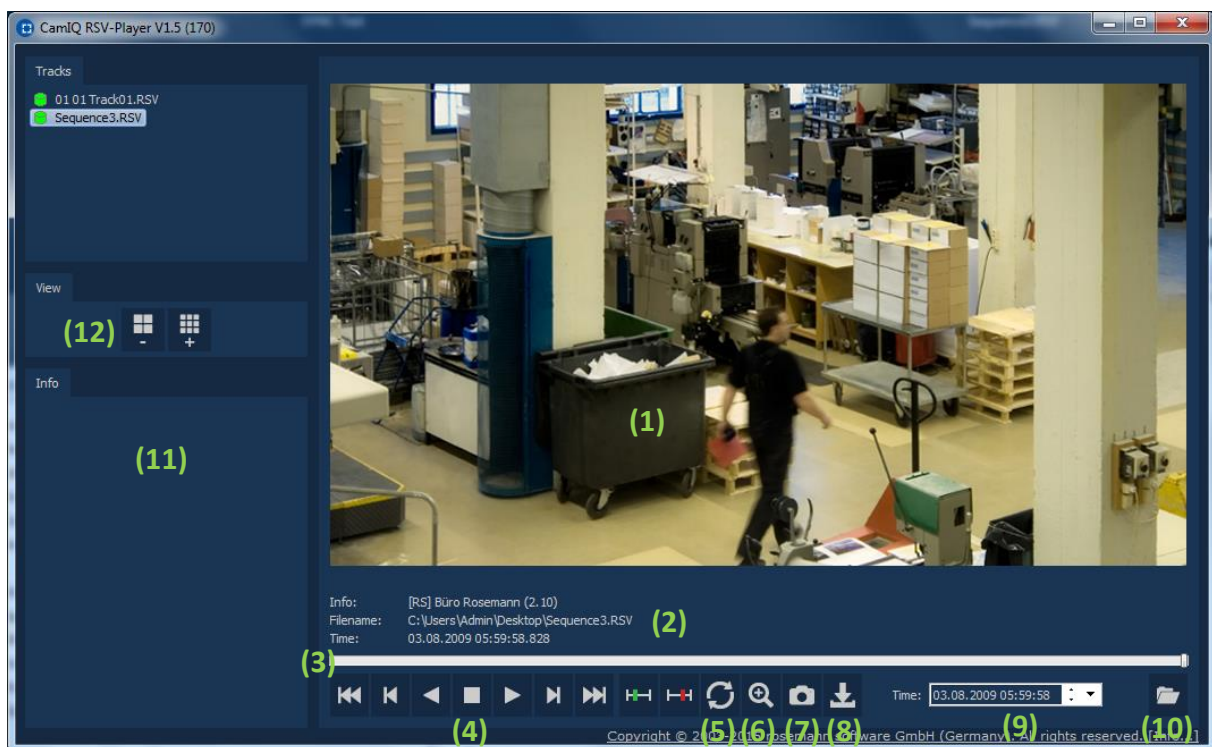 CamIQ RSV-Player V1.5 (170)
Tracks
01 01 Track01.RSV
Sequence3.RSV
View
(12)
-
+
Info
(11)
(1)
Info: [RS] Büro Rosemann (2.10)
Filename: C:\Users\Admin\Desktop\Sequence3.RSV
Time: 03.08.2009 05:59:58.828
(2)
(3)
Time: 03.08.2009 05:59:58
(4)
(5)
(6)
(7)
(8)
(9)
(10)
Copyright © rosemann software GmbH (Germany). All rights reserved.